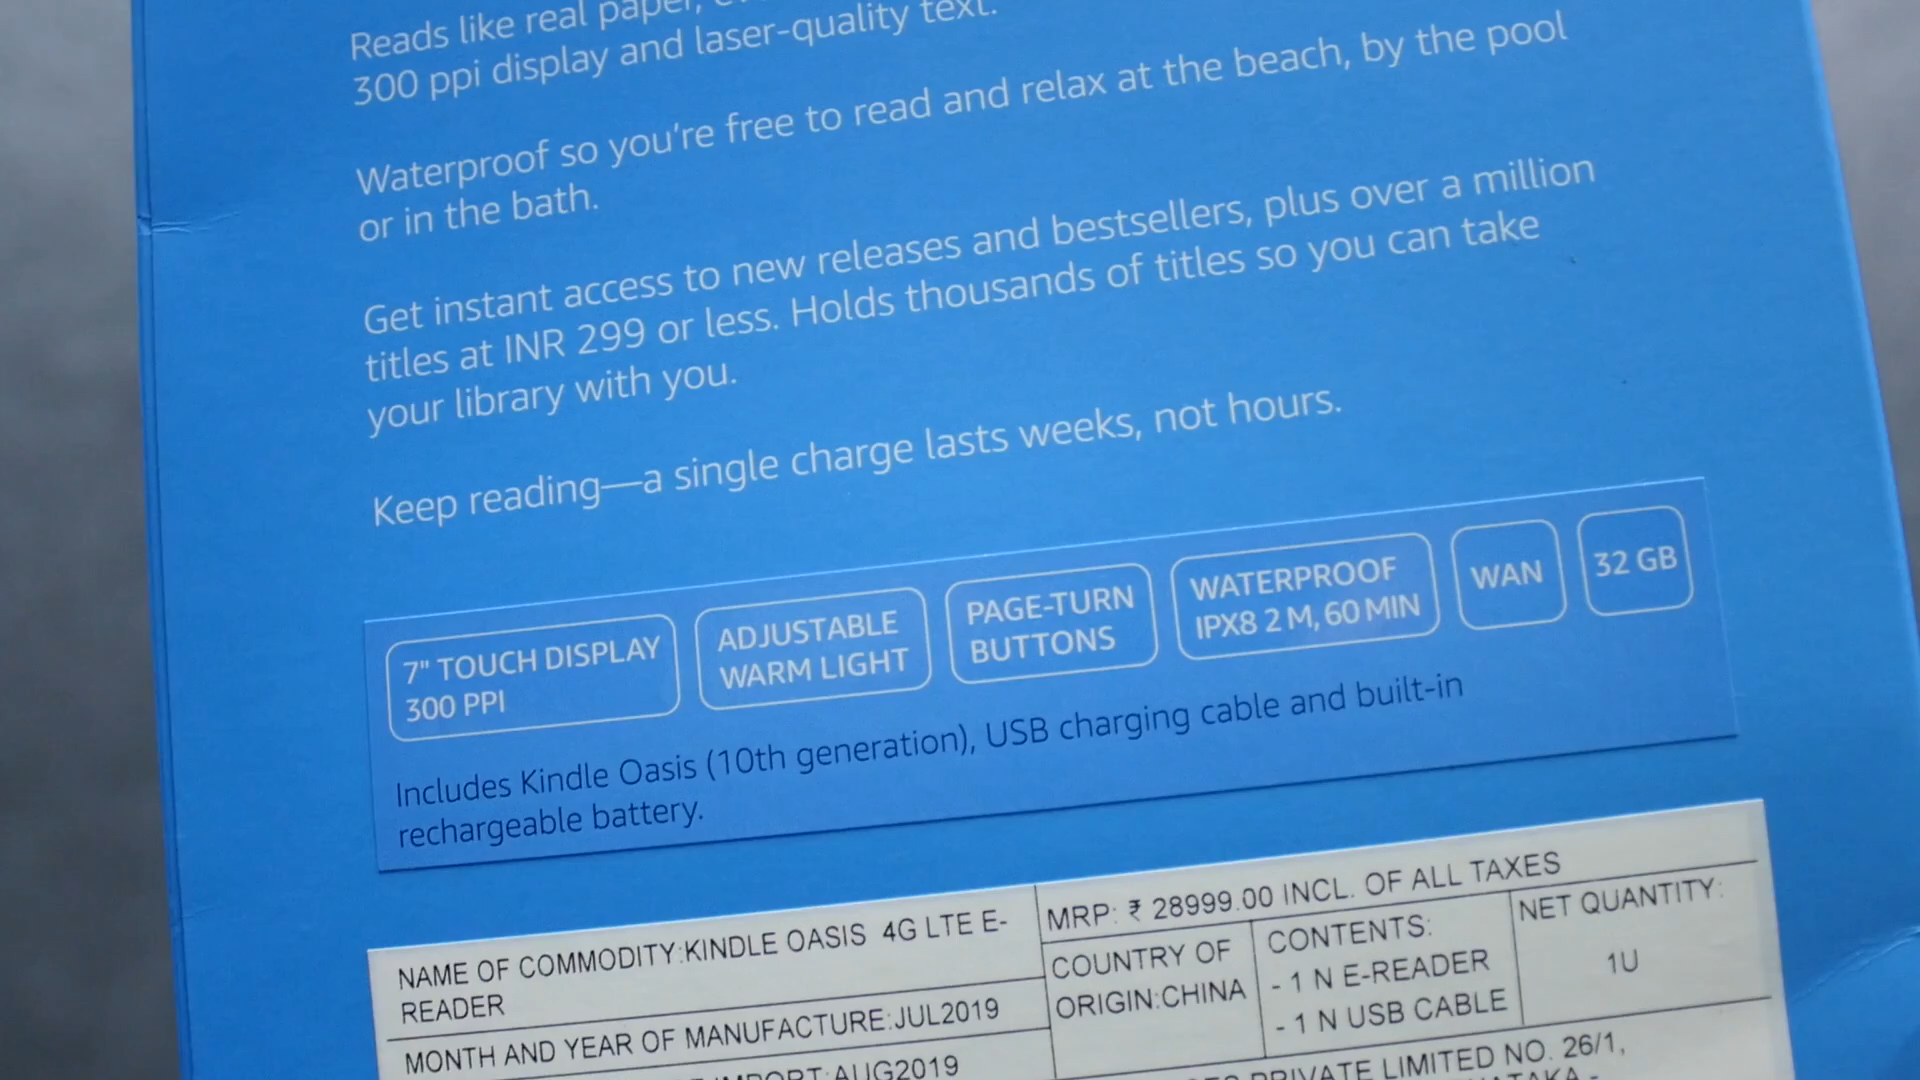 Reads like real paper,
300 ppi display and laser-quality text.
Waterproof so you're free to read and relax at the beach, by the pool
or in the bath.
Get instant access to new releases and bestsellers, plus over a million
titles at INR 299 or less. Holds thousands of titles so you can take
your library with you.
Keep reading—a single charge lasts weeks, not hours.
7" TOUCH DISPLAY
300 PPI
ADJUSTABLE
WARM LIGHT
PAGE-TURN
BUTTONS
WATERPROOF
IPX8 2 M, 60 MIN
WAN
32 GB
Includes Kindle Oasis (10th generation), USB charging cable and built-in
rechargeable battery.
NAME OF COMMODITY:KINDLE OASIS 4G LTE E-
READER
MONTH AND YEAR OF MANUFACTURE:JUL2019
AUG2019
MRP: ₹ 28999.00 INCL. OF ALL TAXES
COUNTRY OF
ORIGIN:CHINA
CONTENTS:
- 1 N E-READER
- 1 N USB CABLE
NET QUANTITY:
1U
PRIVATE LIMITED NO. 26/1,